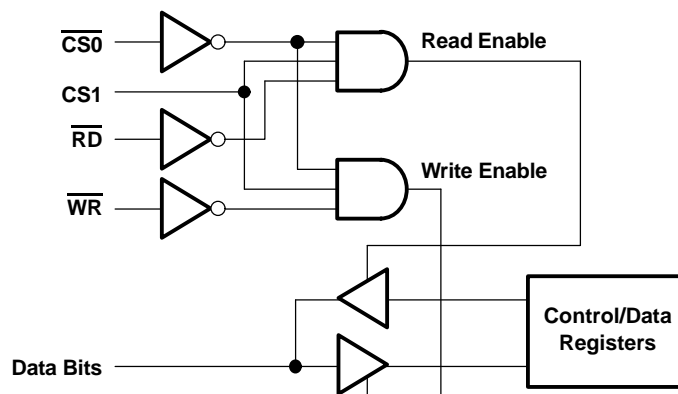 CS0
Read Enable
CS1
RD
Write Enable
WR
Control/Data
Registers
Data Bits